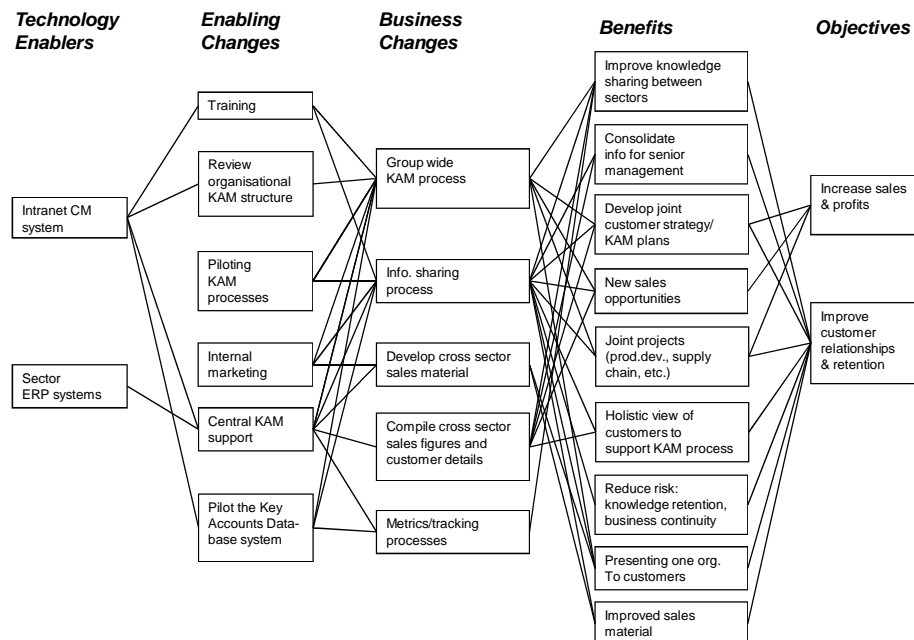 Technology
Enablers
Enabling
Changes
Business
Changes
Benefits
Objectives
Intranet CM
system
Sector
ERP systems
Training
Review
organisational
KAM structure
Piloting
KAM
processes
Internal
marketing
Central KAM
support
Pilot the Key
Accounts Data-
base system
Group wide
KAM process
Info. sharing
process
Develop cross sector
sales material
Compile cross sector
sales figures and
customer details
Metrics/tracking
processes
Improve knowledge
sharing between
sectors
Consolidate
info for senior
management
Develop joint
customer strategy/
KAM plans
New sales
opportunities
Joint projects
(prod.dev., supply
chain, etc.)
Holistic view of
customers to
support KAM process
Reduce risk:
knowledge retention,
business continuity
Presenting one org.
To customers
Improved sales
material
Increase sales
& profits
Improve
customer
relationships
& retention